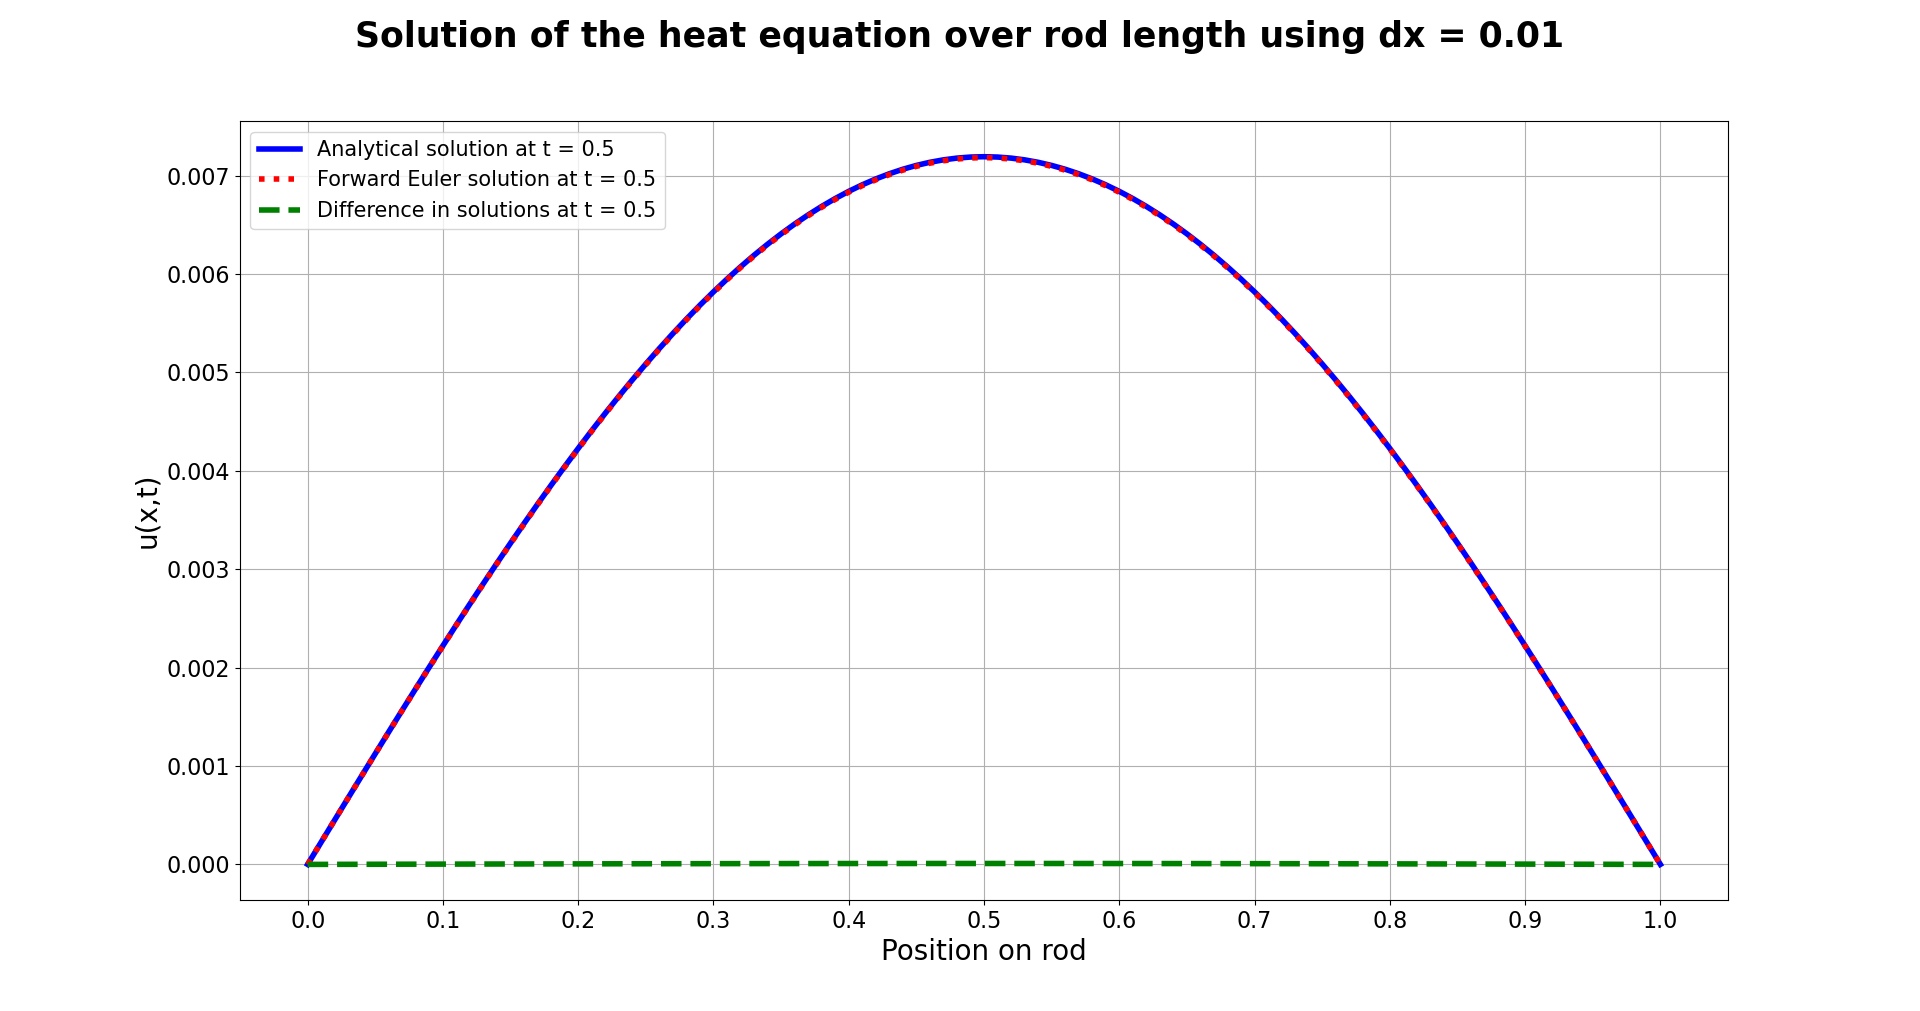 Solution of the heat equation over rod length using dx = 0.01
Analytical solution at t = 0.5
Forward Euler solution at t = 0.5
Difference in solutions at t = 0.5
0.007
0.006
0.005
0.004
0.003
0.002
0.001
0.000
u(x,t)
0.0 0.1 0.2 0.3 0.4 0.5 0.6 0.7 0.8 0.9 1.0
Position on rod